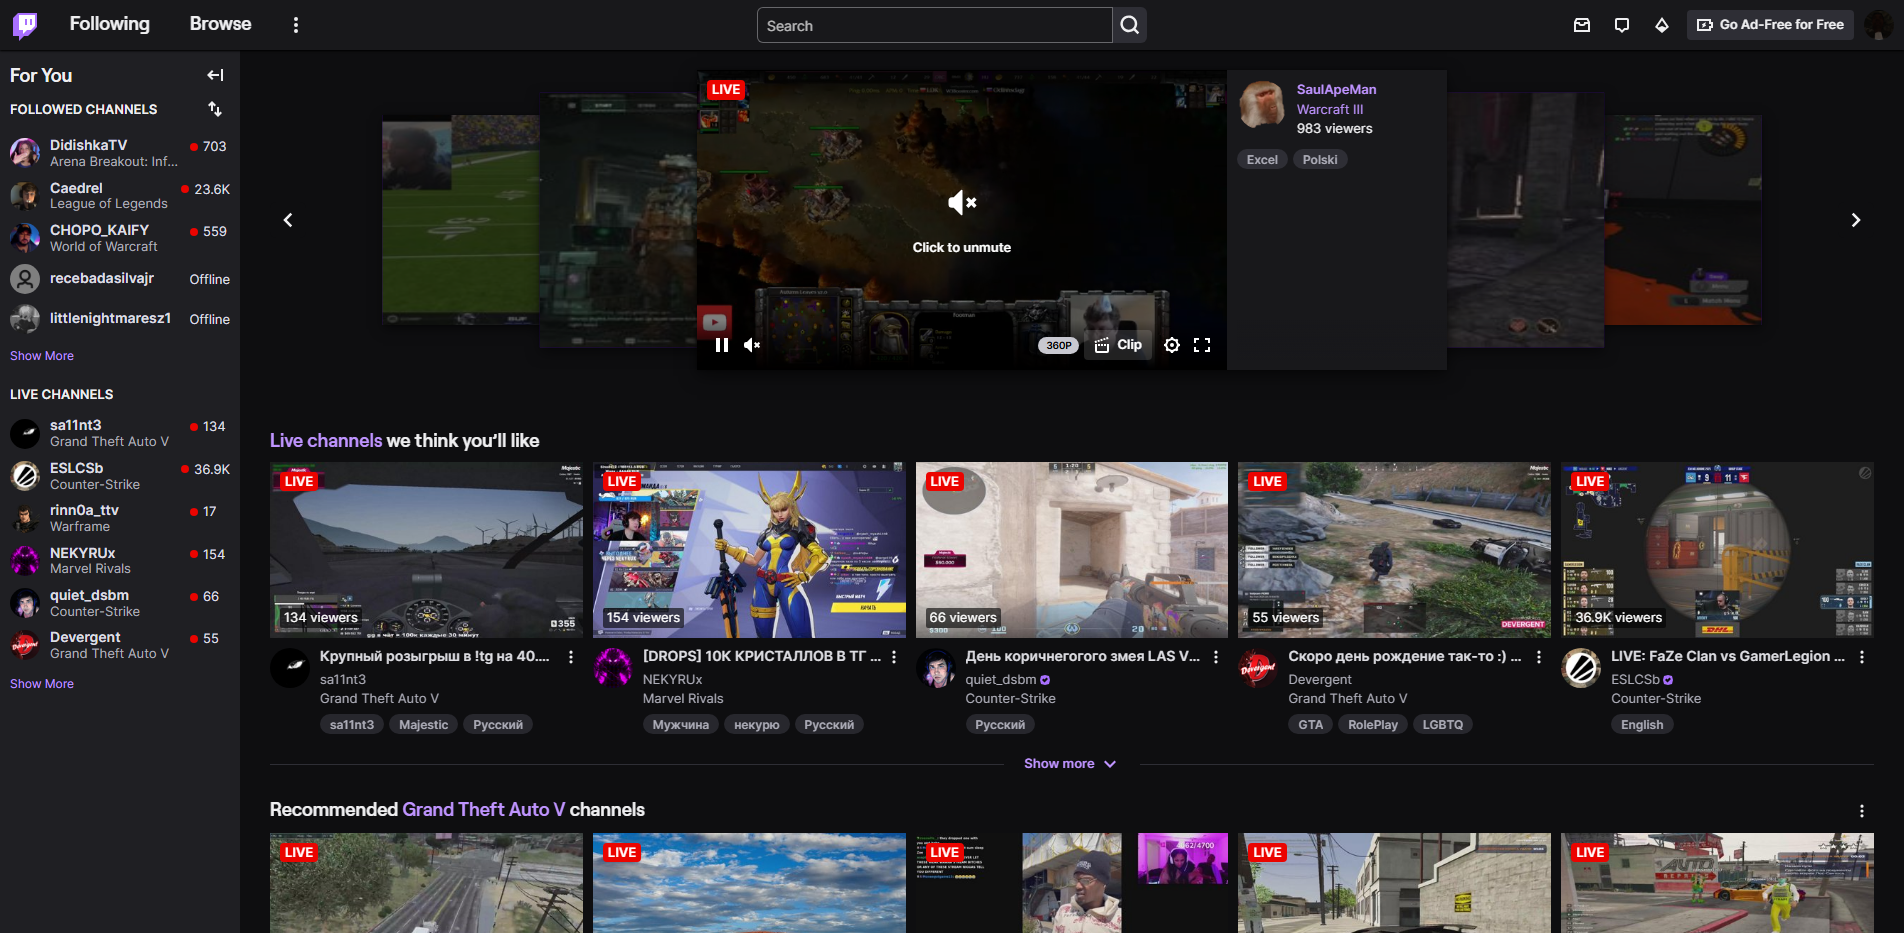 Following
Browse
Search
Go Ad-Free for Free
For You
FOLLOWED CHANNELS
DidishkaTV
703
Arena Breakout: Inf...
Caedrel
23.6K
League of Legends
CHOPO_KAIFY
559
World of Warcraft
recebadasilvajr
Offline
littlenightmaresz1
Offline
Show More
LIVE CHANNELS
sa11nt3
134
Grand Theft Auto V
ESLCSb
36.9K
Counter-Strike
rinn0a_ttv
17
Warframe
NEKYRUx
154
Marvel Rivals
quiet_dsbm
66
Counter-Strike
Devergent
55
Grand Theft Auto V
Show More
LIVE
Click to unmute
360P
Clip
SaulApeMan
Warcraft III
983 viewers
Excel
Polski
Live channels we think you'll like
LIVE
134 viewers
Крупный розыгрыш в !tg на 40....
sa11nt3
Grand Theft Auto V
sa11nt3
Majestic
Русский
LIVE
154 viewers
[DROPS] 10К КРИСТАЛЛОВ В ТГ ...
NEKYRUx
Marvel Rivals
Мужчина
некурю
Русский
LIVE
66 viewers
День коричнегогого змея LAS V...
quiet_dsbm
Counter-Strike
Русский
LIVE
55 viewers
DEVERGENT
Скоро день рождение так-то :) ...
Devergent
Grand Theft Auto V
GTA
RolePlay
LGBTQ
LIVE
36.9K viewers
LIVE: FaZe Clan vs GamerLegion ...
ESLCSb
Counter-Strike
English
Show more
Recommended Grand Theft Auto V channels
LIVE
LIVE
LIVE
LIVE
LIVE